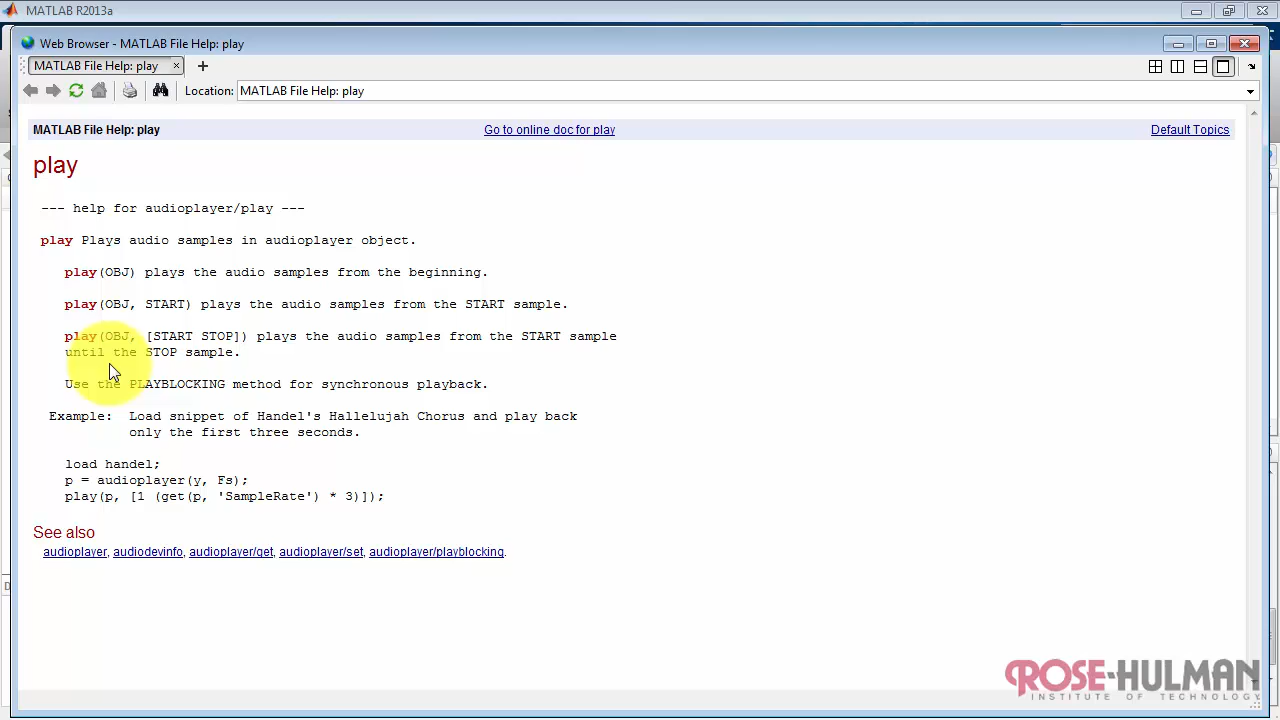 MATLAB R2013a
Web Browser - MATLAB File Help: play
MATLAB File Help: play
Location: MATLAB File Help: play
MATLAB File Help: play Go to online doc for play Default Topics
play
--- help for audioplayer/play ---
play Plays audio samples in audioplayer object.
play(OBJ) plays the audio samples from the beginning.
play(OBJ, START) plays the audio samples from the START sample.
play(OBJ, [START STOP]) plays the audio samples from the START sample
until the STOP sample.
Use the PLAYBLOCKING method for synchronous playback.
Example: Load snippet of Handel's Hallelujah Chorus and play back
only the first three seconds.
load handel;
p = audioplayer(y, Fs);
play(p, [1 (get(p, 'SampleRate') * 3)]);
See also
audioplayer, audiodevinfo, audioplayer/get, audioplayer/set, audioplayer/playblocking.
ROSE-HULMAN
INSTITUTE OF TECHNOLOGY